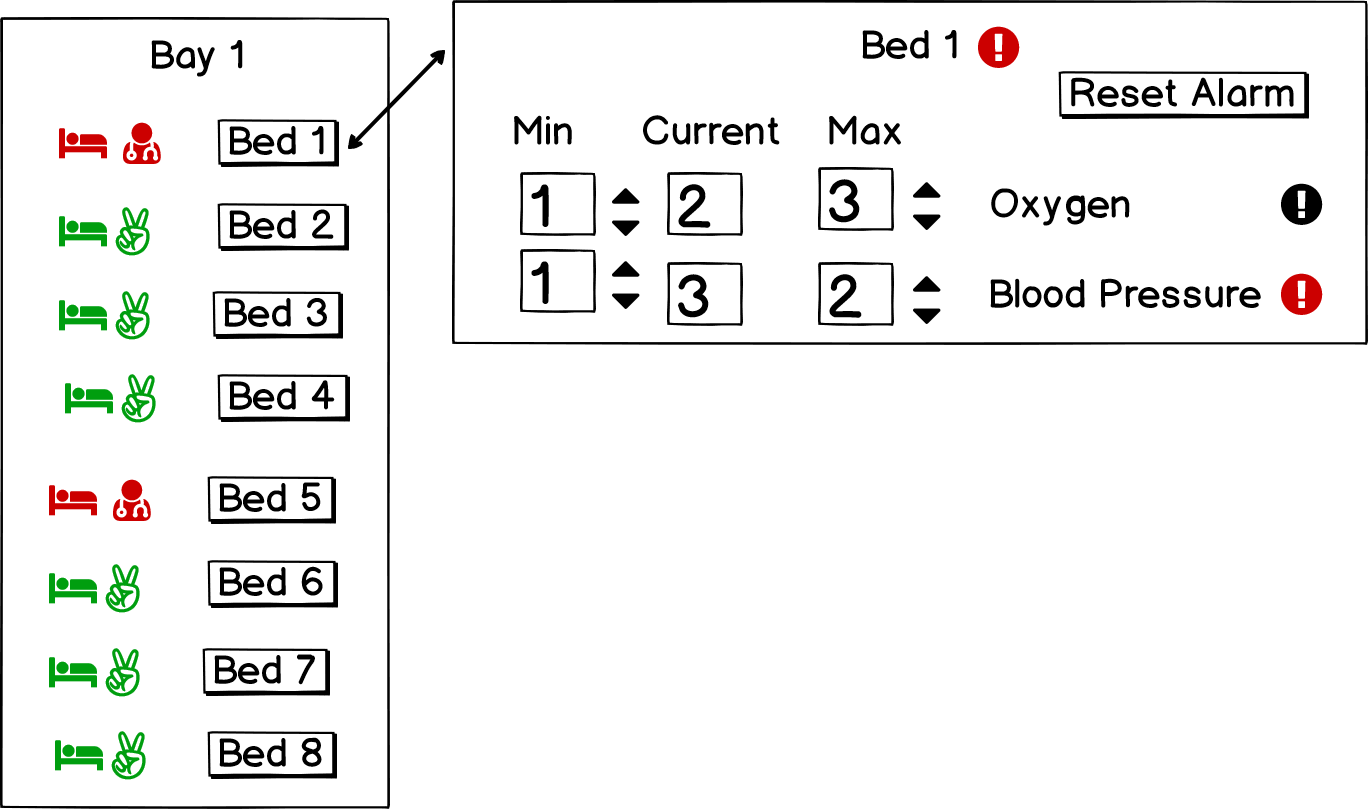 Bay 1
Bed 1
Bed 2
Bed 3
Bed 4
Bed 5
Bed 6
Bed 7
Bed 8
Bed 1 !
Reset Alarm
Min Current Max
1 2 3 Oxygen !
1 3 2 Blood Pressure !